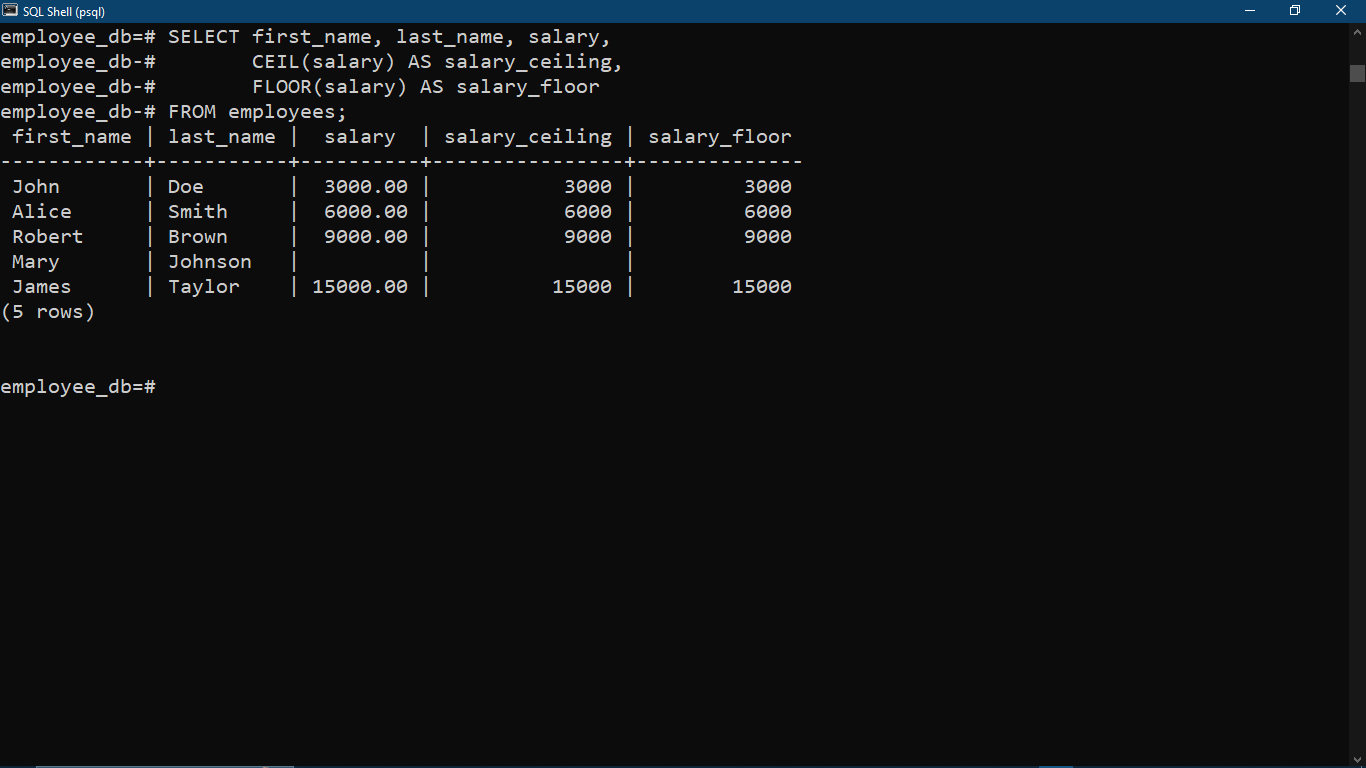 SQL Shell (psql)
employee_db=# SELECT first_name, last_name, salary,
employee_db-#        CEIL(salary) AS salary_ceiling,
employee_db-#        FLOOR(salary) AS salary_floor
employee_db-# FROM employees;
 first_name | last_name |  salary  | salary_ceiling | salary_floor
------------+-----------+----------+----------------+--------------
 John       | Doe       |  3000.00 |           3000 |         3000
 Alice      | Smith     |  6000.00 |           6000 |         6000
 Robert     | Brown     |  9000.00 |           9000 |         9000
 Mary       | Johnson   |          |                |
 James      | Taylor    | 15000.00 |          15000 |        15000
(5 rows)
employee_db=#